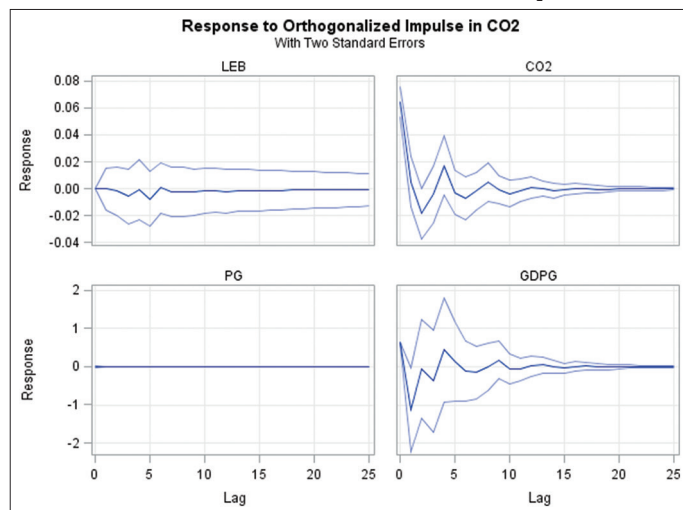 Response to Orthogonalized Impulse in CO2
With Two Standard Errors
LEB
CO2
Response
0.08
0.06
0.04
0.02
0.00
-0.02
-0.04
PG
GDPG
Response
2
1
0
-1
-2
0 5 10 15 20 25
0 5 10 15 20 25
Lag
Lag